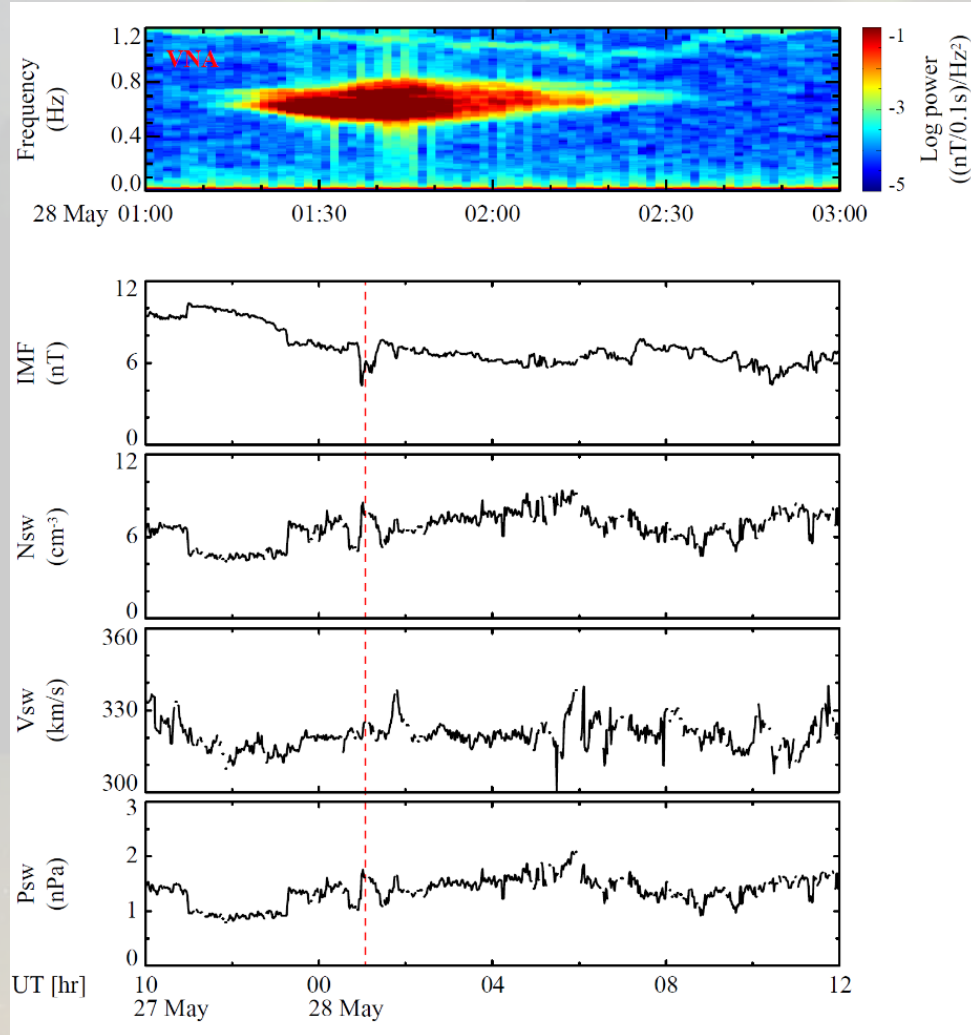 VNA
1.2
0.8
0.4
0.0
Frequency
(Hz)
28 May 01:00 01:30 02:00 02:30 03:00
-1
-3
-5
Log power
((nT/0.1s)/Hz²)
12
6
0
IMF
(nT)
12
6
0
Nsw
(cm⁻³)
360
330
300
Vsw
(km/s)
3
2
1
0
Psw
(nPa)
UT [hr] 10 00 04 08 12
27 May 28 May